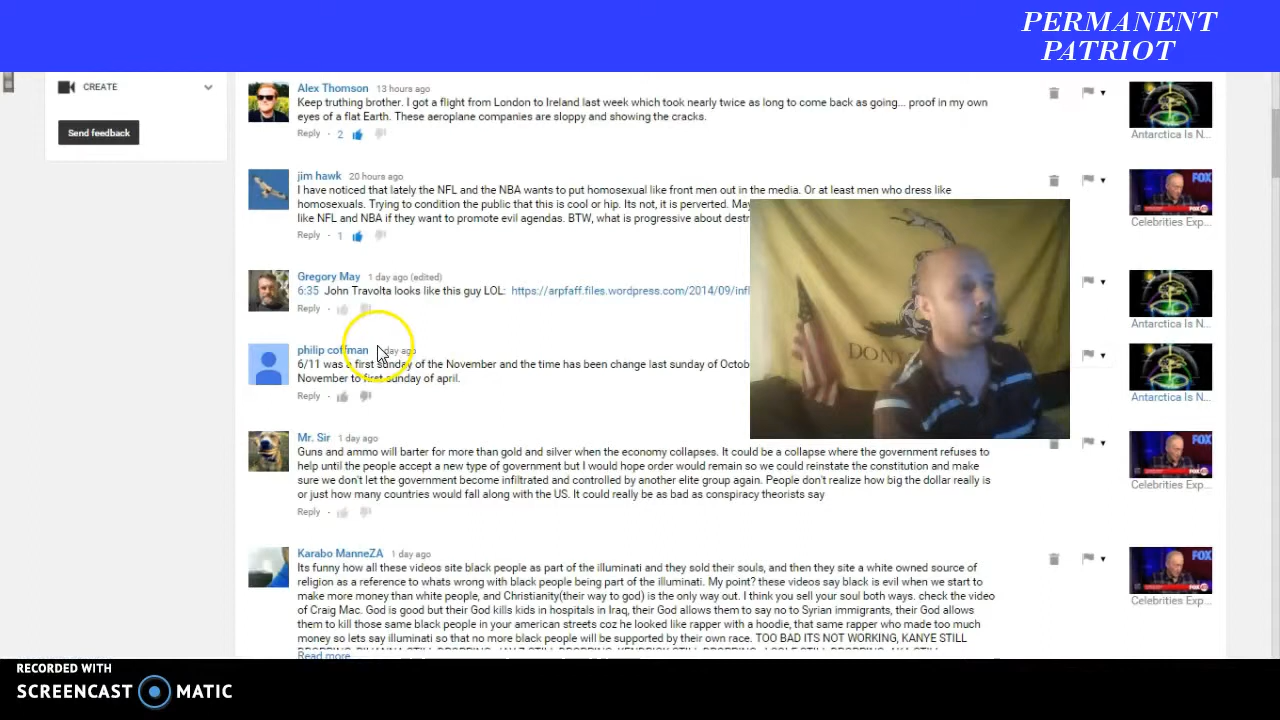 PERMANENT
PATRIOT
CREATE
Send feedback
Alex Thomson 13 hours ago
Keep truthing brother. I got a flight from London to Ireland last week which took nearly twice as long to come back as going... proof in my own
eyes of a flat Earth. These aeroplane companies are sloppy and showing the cracks.
Reply · 2
Antarctica Is N...
jim hawk 20 hours ago
I have noticed that lately the NFL and the NBA wants to put homosexual like front men out in the media. Or at least men who dress like
homosexuals. Trying to condition the public that this is cool or hip. Its not, it is perverted.
like NFL and NBA if they want to promote evil agendas. BTW, what is progressive about
Reply · 1
FOX
Celebrities Exp...
Gregory May 1 day ago (edited)
6:35 John Travolta looks like this guy LOL: https://arpfaff.files.wordpress.com/2014/09/infl
Reply ·
Antarctica Is N...
philip coffman day ago
6/11 was a first sunday of the November and the time has been change last sunday of Octob
November to first sunday of april.
Reply ·
Antarctica Is N...
DON
Mr. Sir 1 day ago
Guns and ammo will barter for more than gold and silver when the economy collapses. It could be a collapse where the government refuses to
help until the people accept a new type of government but I would hope order would remain so we could reinstate the constitution and make
sure we don't let the government become infiltrated and controlled by another elite group again. People don't realize how big the dollar really is
or just how many countries would fall along with the US. It could really be as bad as conspiracy theorists say
Reply ·
FOX
Celebrities Exp...
Karabo ManneZA 1 day ago
Its funny how all these videos site black people as part of the illuminati and they sold their souls, and then they site a white owned source of
religion as a reference to whats wrong with black people being part of the illuminati. My point? these videos say black is evil when we start to
make more money than white people, and Christianity(their way to god) is the only way out. I think you sell your soul both ways. check the video
of Craig Mac. God is good but their God kills kids in hospitals in Iraq, their God allows them to say no to Syrian immigrants, their God allows
them to kill those same black people in your american streets coz he looked like rapper with a hoodie, that same rapper who made too much
money so lets say illuminati so that no more black people will be supported by their own race. TOO BAD ITS NOT WORKING, KANYE STILL
Read more
FOX
Celebrities Exp...
RECORDED WITH
SCREENCAST MATIC